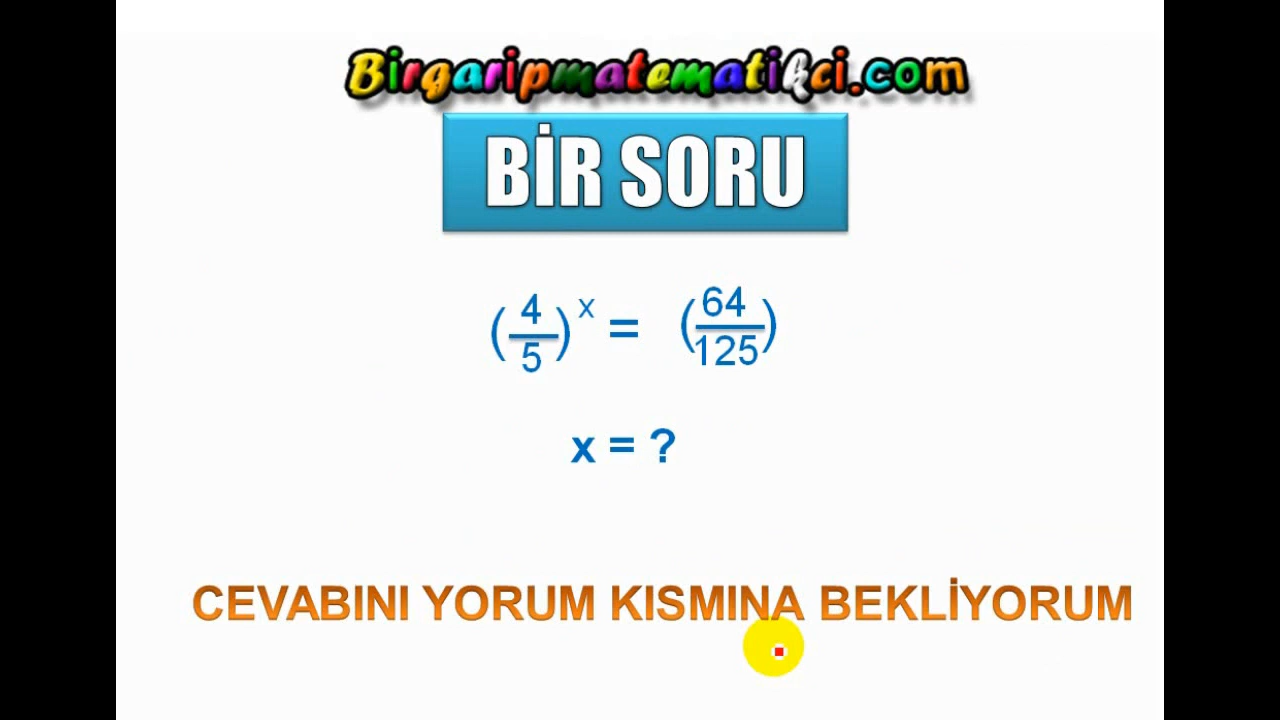 Birgaripmatematikci.com
BİR SORU
(4/5)^x = (64/125)
x = ?
CEVABINI YORUM KISMINA BEKLİYORUM